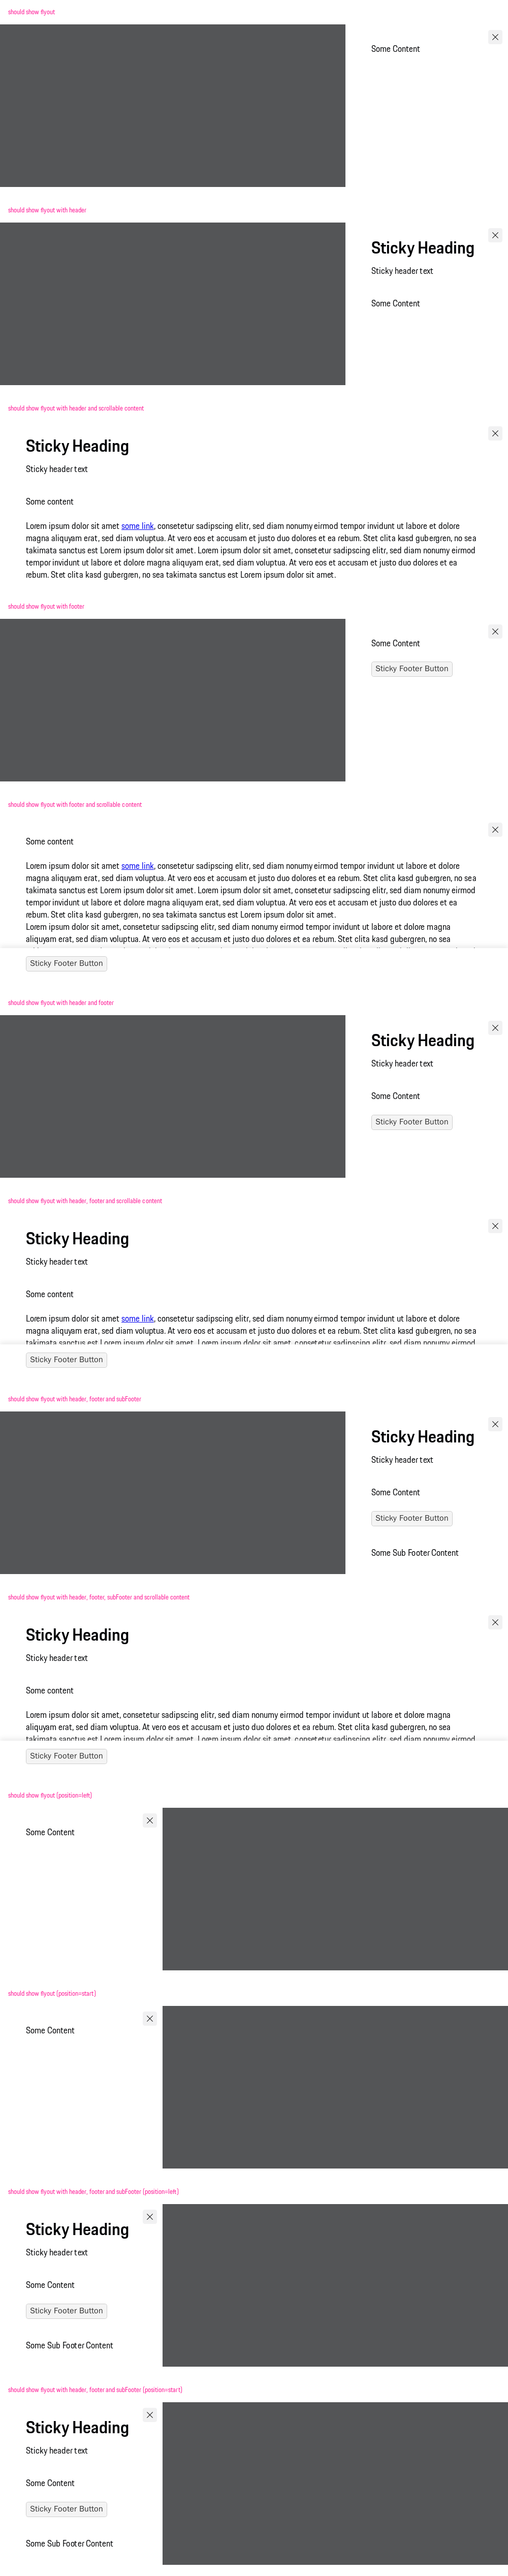 should show flyout
Some Content
should show flyout with header
Sticky Heading
Sticky header text
Some Content
should show flyout with header and scrollable content
Sticky Heading
Sticky header text
Some content
Lorem ipsum dolor sit amet some link, consetetur sadipscing elitr, sed diam nonumy eirmod tempor invidunt ut labore et dolore
magna aliquyam erat, sed diam voluptua. At vero eos et accusam et justo duo dolores et ea rebum. Stet clita kasd gubergren, no sea
takimata sanctus est Lorem ipsum dolor sit amet. Lorem ipsum dolor sit amet, consetetur sadipscing elitr, sed diam nonumy eirmod
tempor invidunt ut labore et dolore magna aliquyam erat, sed diam voluptua. At vero eos et accusam et justo duo dolores et ea
rebum. Stet clita kasd gubergren, no sea takimata sanctus est Lorem ipsum dolor sit amet.
should show flyout with footer
Some Content
Sticky Footer Button
should show flyout with footer and scrollable content
Some content
Lorem ipsum dolor sit amet some link, consetetur sadipscing elitr, sed diam nonumy eirmod tempor invidunt ut labore et dolore
magna aliquyam erat, sed diam voluptua. At vero eos et accusam et justo duo dolores et ea rebum. Stet clita kasd gubergren, no sea
takimata sanctus est Lorem ipsum dolor sit amet. Lorem ipsum dolor sit amet, consetetur sadipscing elitr, sed diam nonumy eirmod
tempor invidunt ut labore et dolore magna aliquyam erat, sed diam voluptua. At vero eos et accusam et justo duo dolores et ea
rebum. Stet clita kasd gubergren, no sea takimata sanctus est Lorem ipsum dolor sit amet.
Lorem ipsum dolor sit amet, consetetur sadipscing elitr, sed diam nonumy eirmod tempor invidunt ut labore et dolore magna
aliquyam erat, sed diam voluptua. At vero eos et accusam et justo duo dolores et ea rebum. Stet clita kasd gubergren, no sea
Sticky Footer Button
should show flyout with header and footer
Sticky Heading
Sticky header text
Some Content
Sticky Footer Button
should show flyout with header, footer and scrollable content
Sticky Heading
Sticky header text
Some content
Lorem ipsum dolor sit amet some link, consetetur sadipscing elitr, sed diam nonumy eirmod tempor invidunt ut labore et dolore
magna aliquyam erat, sed diam voluptua. At vero eos et accusam et justo duo dolores et ea rebum. Stet clita kasd gubergren, no sea
takimata sanctus est Lorem ipsum dolor sit amet. Lorem ipsum dolor sit amet, consetetur sadipscing elitr, sed diam nonumy eirmod
Sticky Footer Button
should show flyout with header, footer and subFooter
Sticky Heading
Sticky header text
Some Content
Sticky Footer Button
Some Sub Footer Content
should show flyout with header, footer, subFooter and scrollable content
Sticky Heading
Sticky header text
Some content
Lorem ipsum dolor sit amet, consetetur sadipscing elitr, sed diam nonumy eirmod tempor invidunt ut labore et dolore magna
aliquyam erat, sed diam voluptua. At vero eos et accusam et justo duo dolores et ea rebum. Stet clita kasd gubergren, no sea
takimata sanctus est Lorem ipsum dolor sit amet. Lorem ipsum dolor sit amet, consetetur sadipscing elitr, sed diam nonumy eirmod
Sticky Footer Button
should show flyout (position=left)
Some Content
should show flyout (position=start)
Some Content
should show flyout with header, footer and subFooter (position=left)
Sticky Heading
Sticky header text
Some Content
Sticky Footer Button
Some Sub Footer Content
should show flyout with header, footer and subFooter (position=start)
Sticky Heading
Sticky header text
Some Content
Sticky Footer Button
Some Sub Footer Content